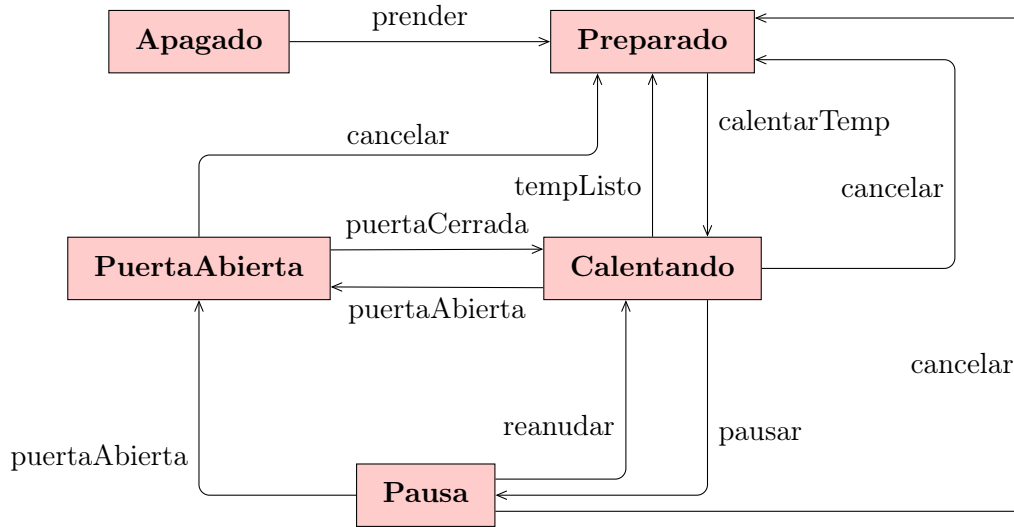 prender
Apagado
Preparado
calentarTemp
cancelar
tempListo
cancelar
puertaCerrada
PuertaAbierta
Calentando
puertaAbierta
cancelar
reanudar
pausar
puertaAbierta
Pausa